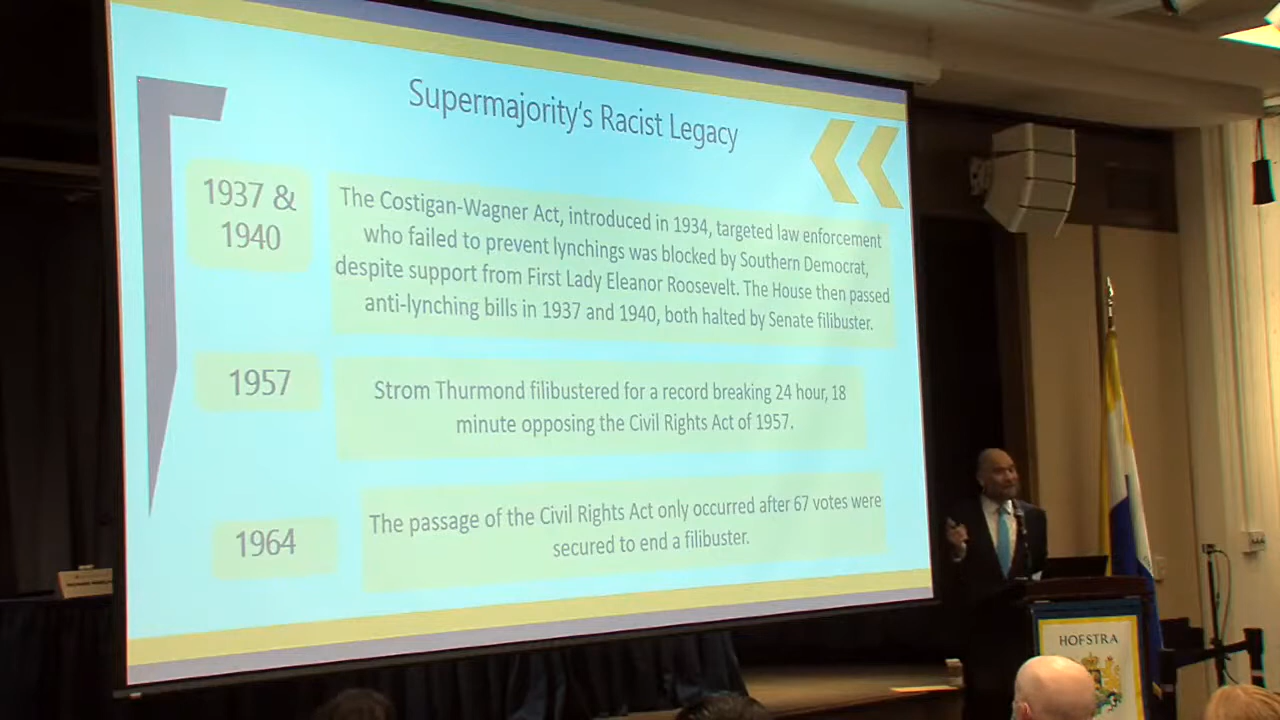 Supermajority's Racist Legacy
1937 &
1940
The Costigan-Wagner Act, introduced in 1934, targeted law enforcement
who failed to prevent lynchings was blocked by Southern Democrat,
despite support from First Lady Eleanor Roosevelt. The House then passed
anti-lynching bills in 1937 and 1940, both halted by Senate filibuster.
1957
Strom Thurmond filibustered for a record breaking 24 hour, 18
minute opposing the Civil Rights Act of 1957.
1964
The passage of the Civil Rights Act only occurred after 67 votes were
secured to end a filibuster.
HOFSTRA